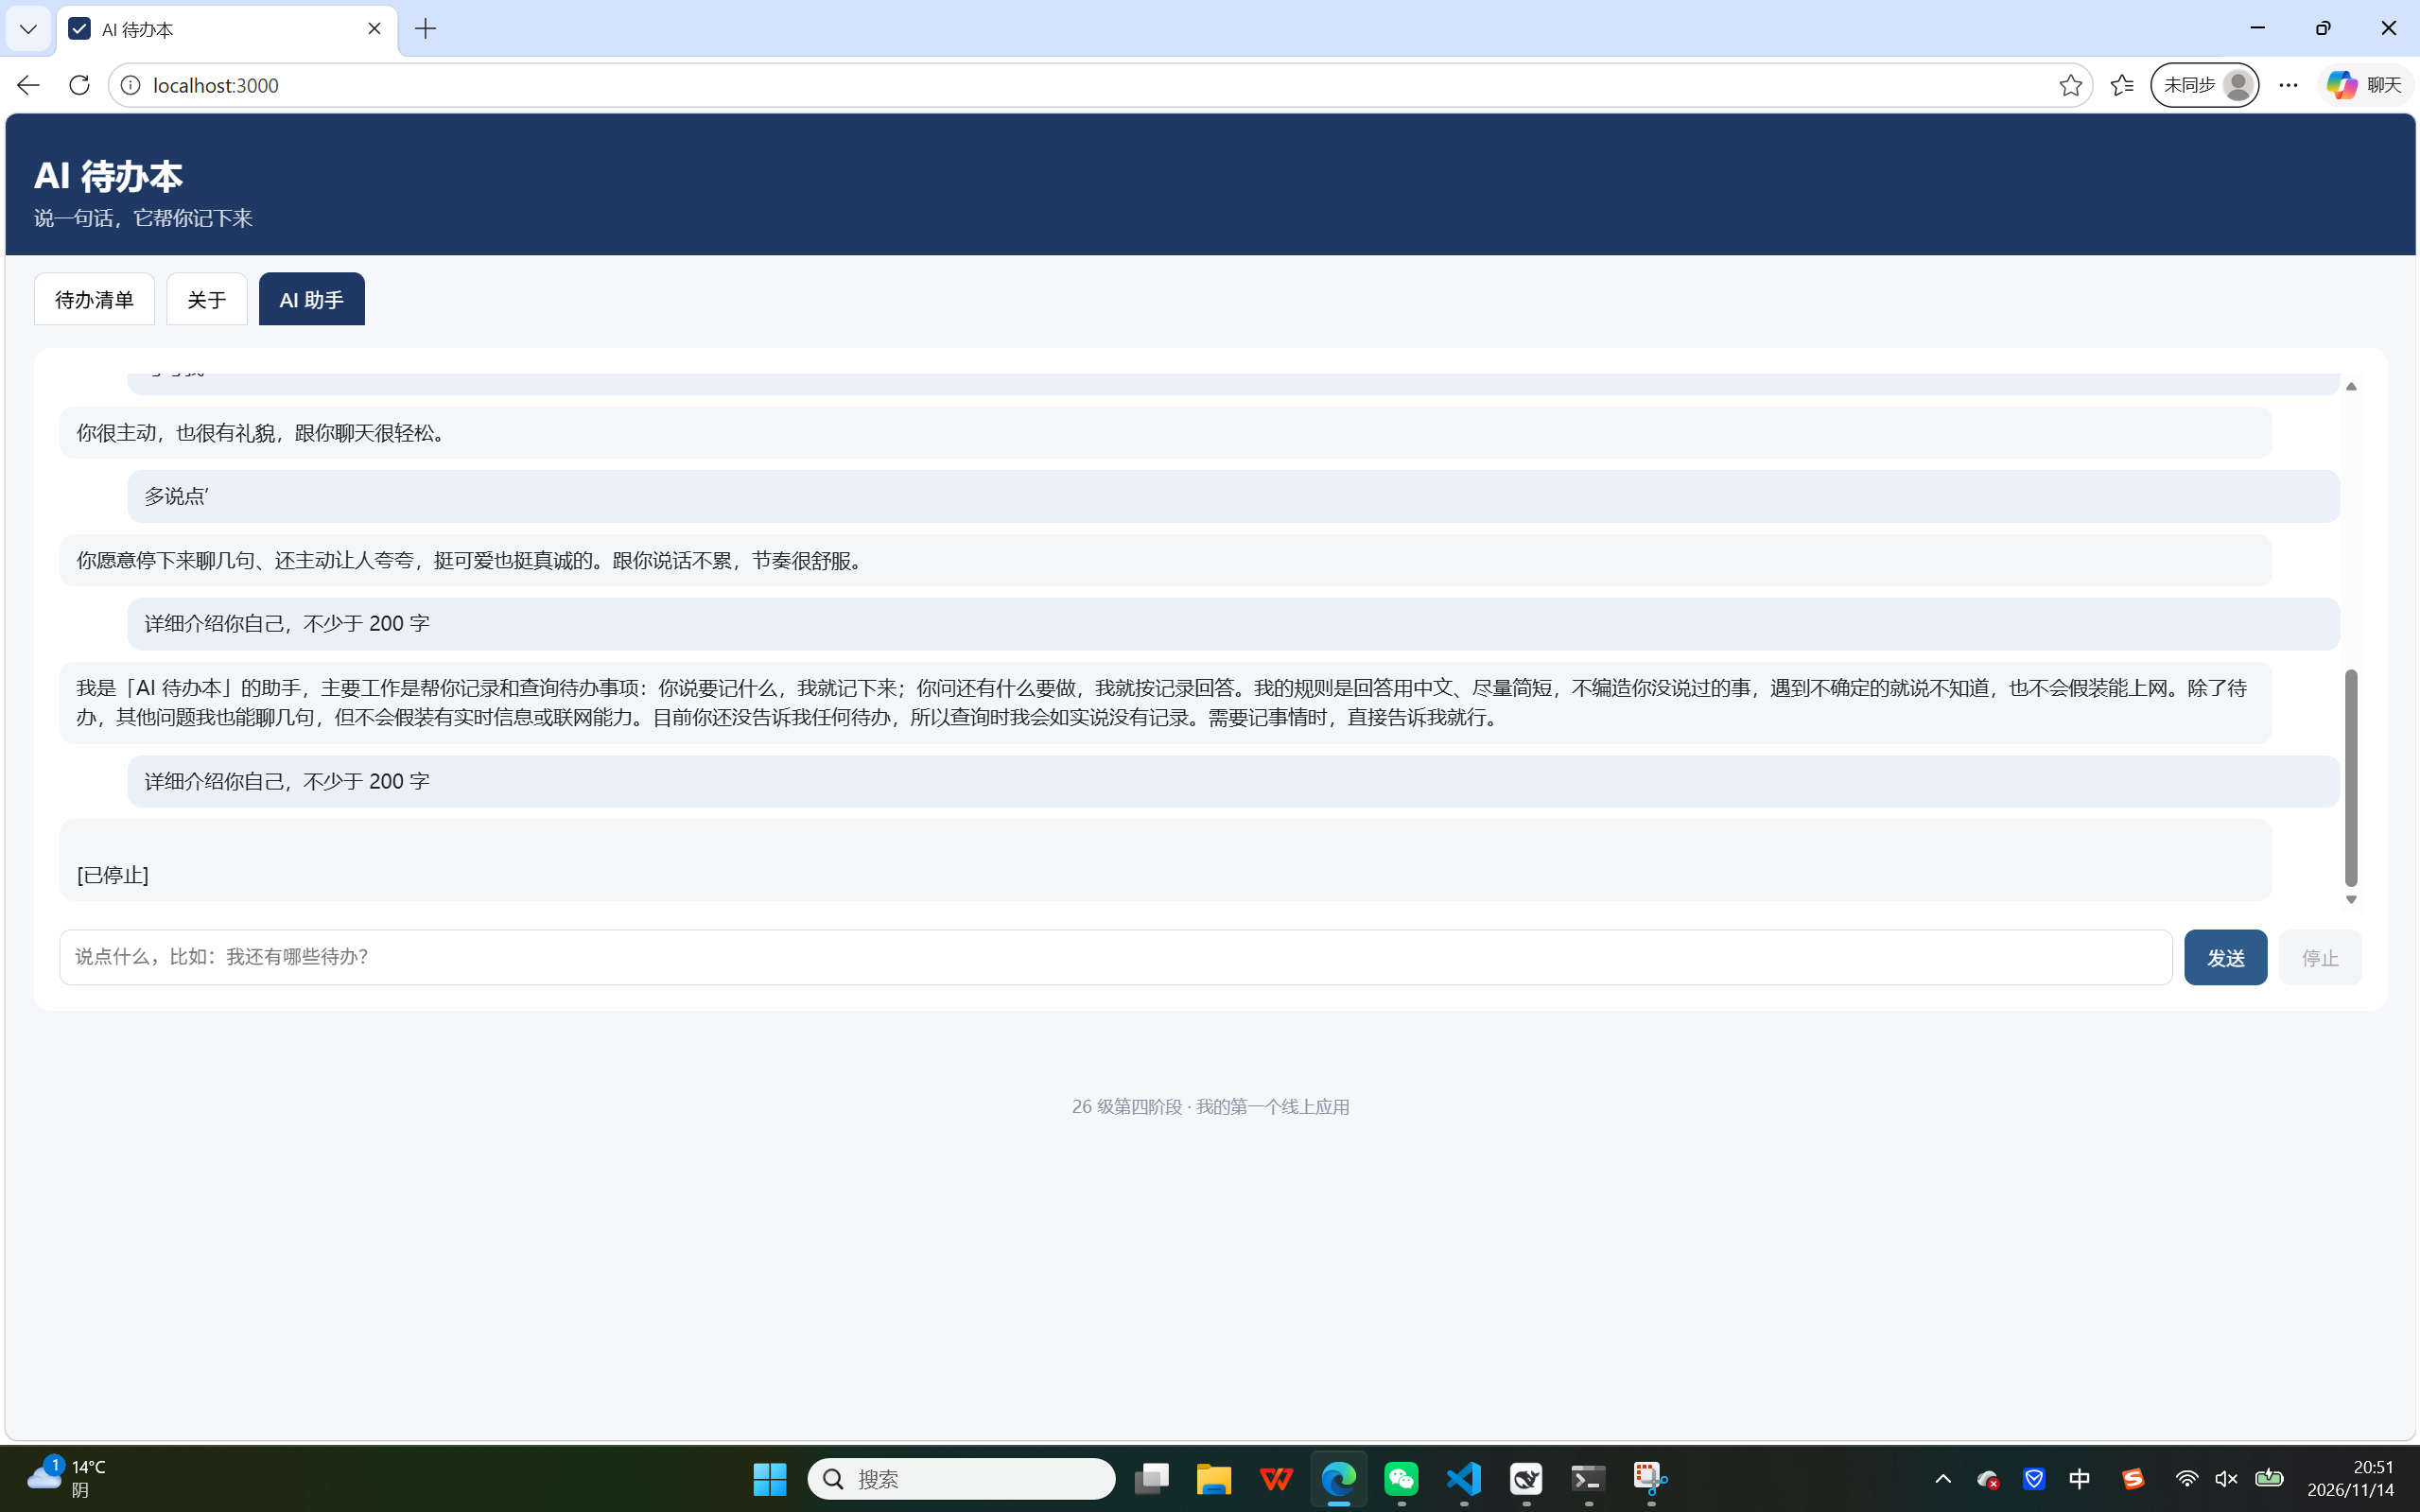 AI 待办本
localhost:3000
未同步
聊天
AI 待办本
说一句话，它帮你记下来
待办清单
关于
AI 助手
你很主动，也很有礼貌，跟你聊天很轻松。
多说点’
你愿意停下来聊几句、还主动让人夸夸，挺可爱也挺真诚的。跟你说话不累，节奏很舒服。
详细介绍你自己，不少于 200 字
我是「AI 待办本」的助手，主要工作是帮你记录和查询待办事项：你说要记什么，我就记下来；你问还有什么要做，我就按记录回答。我的规则是回答用中文、尽量简短，不编造你没说过的事，遇到不确定的就说不知道，也不会假装能上网。除了待
办，其他问题我也能聊几句，但不会假装有实时信息或联网能力。目前你还没告诉我任何待办，所以查询时我会如实说没有记录。需要记事情时，直接告诉我就行。
详细介绍你自己，不少于 200 字
[已停止]
说点什么，比如：我还有哪些待办？
发送
停止
26 级第四阶段 · 我的第一个线上应用
1
14°C
阴
搜索
中
20:51
2026/11/14